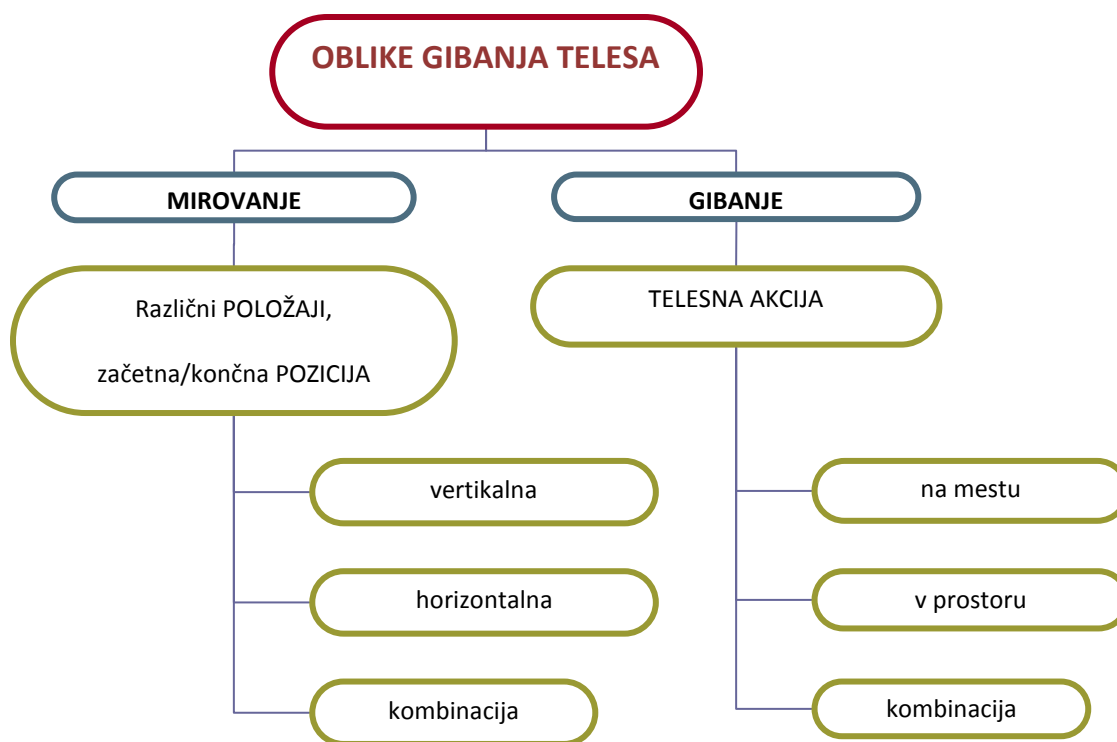 OBLIKE GIBANJA TELESA
MIROVANJE
GIBANJE
Različni POLOŽAJI,
začetna/končna POZICIJA
TELESNA AKCIJA
vertikalna
na mestu
horizontalna
v prostoru
kombinacija
kombinacija